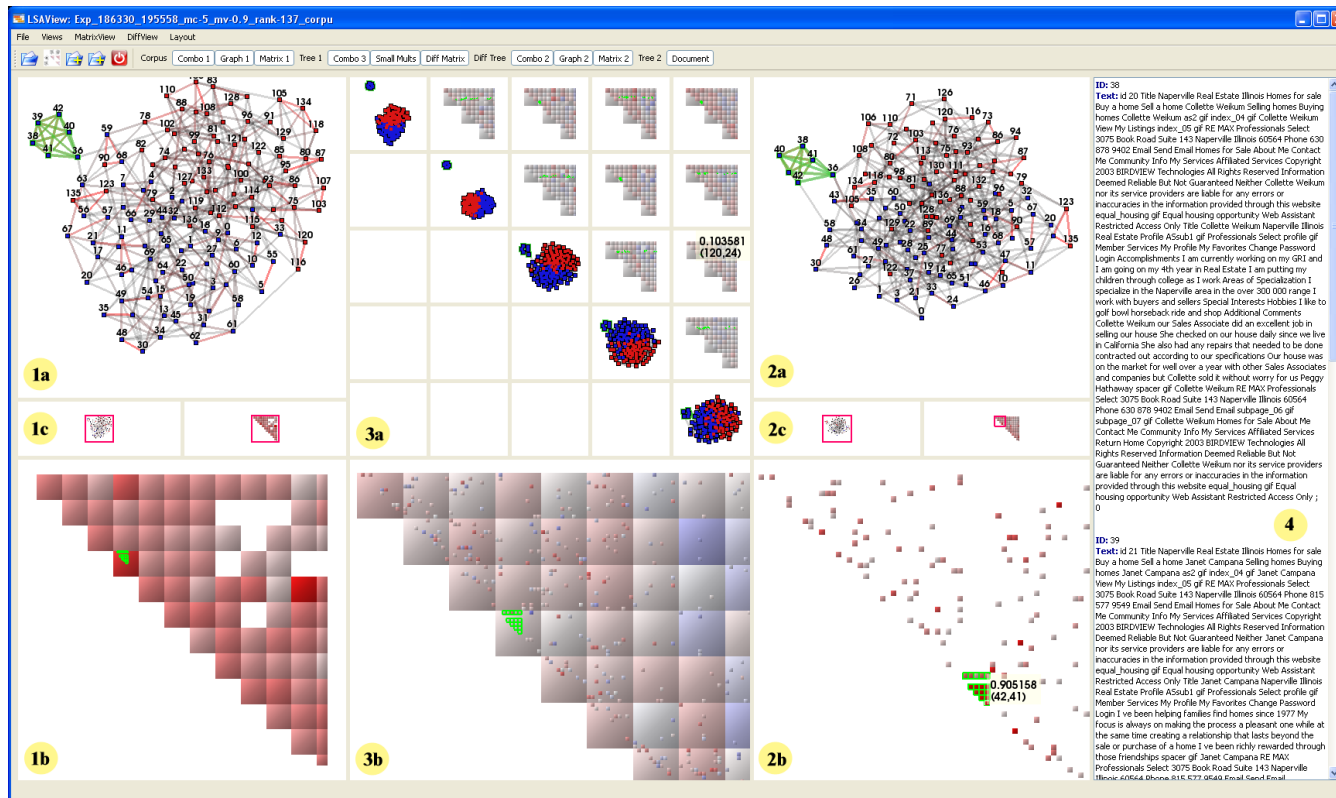 LSAView: Exp_186330_195558_mc-5_mv-0.9_rank-137_corpu
File Views MatrixView DiffView Layout
Corpus Combo 1 Graph 1 Matrix 1 Tree 1 Combo 3 Small Mults Diff Matrix Diff Tree Combo 2 Graph 2 Matrix 2 Tree 2 Document
1a
1c
1b
3a
0.103581
(120,24)
3b
2a
2c
2b
0.905158
(42,41)
ID: 38
Text: id 20 Title Naperville Real Estate Illinois Homes for sale
Buy a home Sell a home Collette Weikum Selling homes Buying
homes Collette Weikum as2 gif index_04 gif Collette Weikum
View My Listings index_05 gif RE MAX Professionals Select
3075 Book Road Suite 143 Naperville Illinois 60564 Phone 630
878 9402 Email Send Email Homes for Sale About Me Contact
Me Community Info My Services Affiliated Services Copyright
2003 BIRDVIEW Technologies All Rights Reserved Information
Deemed Reliable But Not Guaranteed Neither Collette Weikum
nor its service providers are liable for any errors or
inaccuracies in the information provided through this website
equal_housing gif Equal housing opportunity Web Assistant
Restricted Access Only Title Collette Weikum Naperville Illinois
Real Estate Profile ASsub1 gif Professionals Select profile gif
Member Services My Profile My Favorites Change Password
Login Accomplishments I am currently working on my GRI and
I am going on my 4th year in Real Estate I am putting my
children through college as I work Areas of Specialization I
specialize in the Naperville area in the over 300 000 range I
work with buyers and sellers Special Interests Hobbies I like to
golf bowl horseback ride and shop Additional Comments
Collette Weikum our Sales Associate did an excellent job in
selling our house She checked on our house daily since we live
in California She also had any repairs that needed to be done
contracted out according to our specifications Our house was
on the market for well over a year with other Sales Associates
and companies but Collette sold it without worry for us Peggy
Hathaway spacer gif Collette Weikum RE MAX Professionals
Select 3075 Book Road Suite 143 Naperville Illinois 60564
Phone 630 878 9402 Email Send Email subpage_06 gif
subpage_07 gif Collette Weikum Homes for Sale About Me
Contact Me Community Info My Services Affiliated Services
Return Home Copyright 2003 BIRDVIEW Technologies All
Rights Reserved Information Deemed Reliable But Not
Guaranteed Neither Collette Weikum nor its service providers
are liable for any errors or inaccuracies in the information
provided through this website equal_housing gif Equal
housing opportunity Web Assistant Restricted Access Only ;
0
4
ID: 39
Text: id 21 Title Naperville Real Estate Illinois Homes for sale
Buy a home Sell a home Janet Campana Selling homes Buying
homes Janet Campana as2 gif index_04 gif Janet Campana
View My Listings index_05 gif RE MAX Professionals Select
3075 Book Road Suite 143 Naperville Illinois 60564 Phone 815
577 9549 Email Send Email Homes for Sale About Me Contact
Me Community Info My Services Affiliated Services Copyright
2003 BIRDVIEW Technologies All Rights Reserved Information
Deemed Reliable But Not Guaranteed Neither Janet Campana
nor its service providers are liable for any errors or
inaccuracies in the information provided through this website
equal_housing gif Equal housing opportunity Web Assistant
Restricted Access Only Title Janet Campana Naperville Illinois
Real Estate Profile ASsub1 gif Professionals Select profile gif
Member Services My Profile My Favorites Change Password
Login I ve been helping families find homes since 1977 My
focus is always on making the process a pleasant one while at
the same time creating a relationship that lasts beyond the
sale or purchase of a home I ve been richly rewarded through
those friendships spacer gif Janet Campana RE MAX
Professionals Select 3075 Book Road Suite 143 Naperville
Illinois 60564 Phone 815 577 9549 Email Send Email